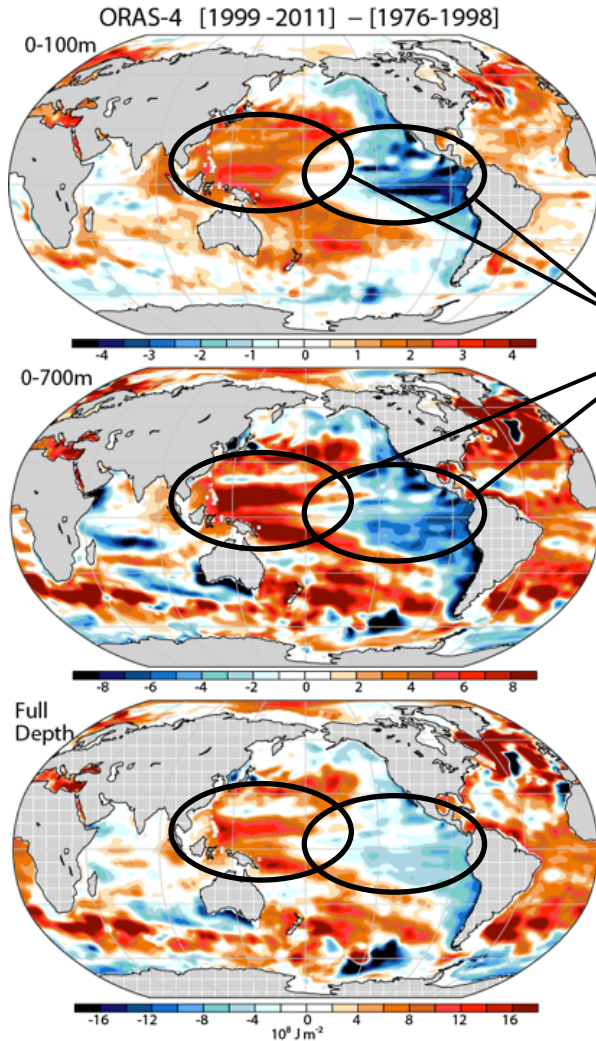 ORAS-4 [1999 -2011] – [1976-1998]
0-100m
-4 -3 -2 -1 0 1 2 3 4
0-700m
-8 -6 -4 -2 0 2 4 6 8
Full
Depth
-16 -12 -8 -4 0 4 8 12 16
10⁸ J m⁻²